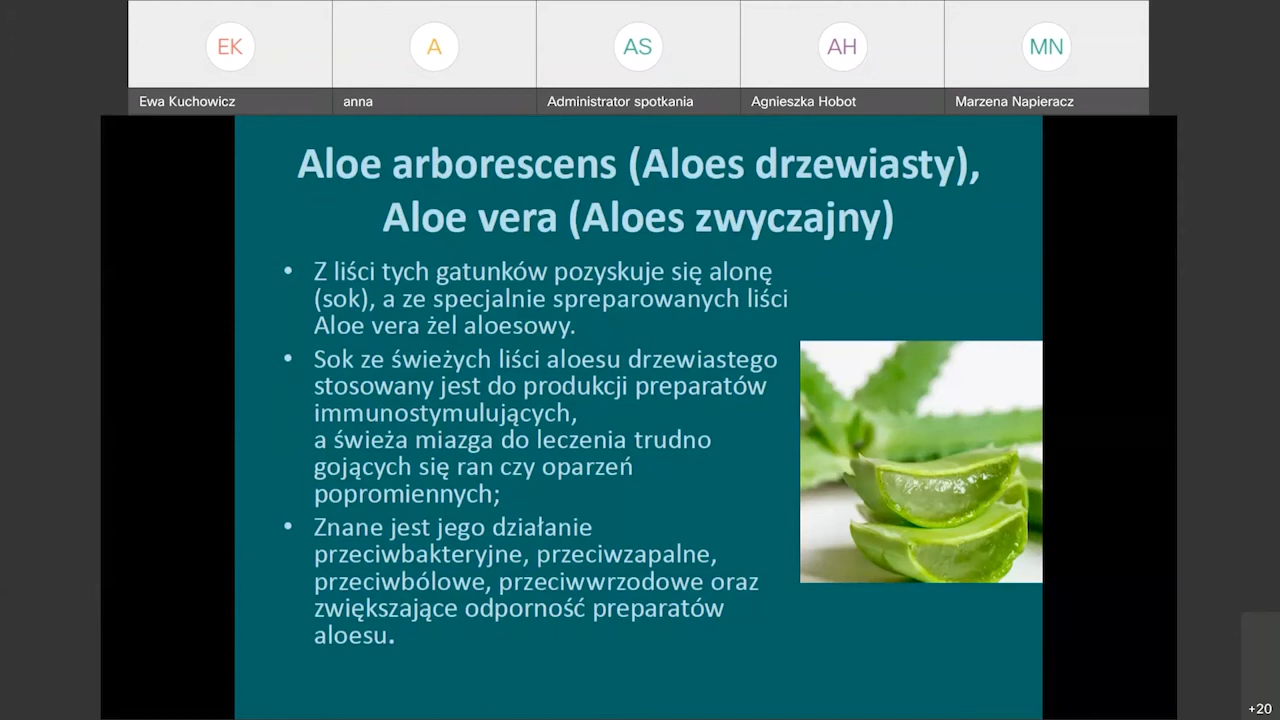 EK
A
AS
AH
MN
Ewa Kuchowicz
anna
Administrator spotkania
Agnieszka Hobot
Marzena Napieracz
Aloe arborescens (Aloes drzewiasty),
Aloe vera (Aloes zwyczajny)
• Z liści tych gatunków pozyskuje się alonę
(sok), a ze specjalnie spreparowanych liści
Aloe vera żel aloesowy.
• Sok ze świeżych liści aloesu drzewiastego
stosowany jest do produkcji preparatów
immunostymulujących,
a świeża miazga do leczenia trudno
gojących się ran czy oparzeń
popromiennych;
• Znane jest jego działanie
przeciwbakteryjne, przeciwzapalne,
przeciwbólowe, przeciwwrzodowe oraz
zwiększające odporność preparatów
aloesu.
+20